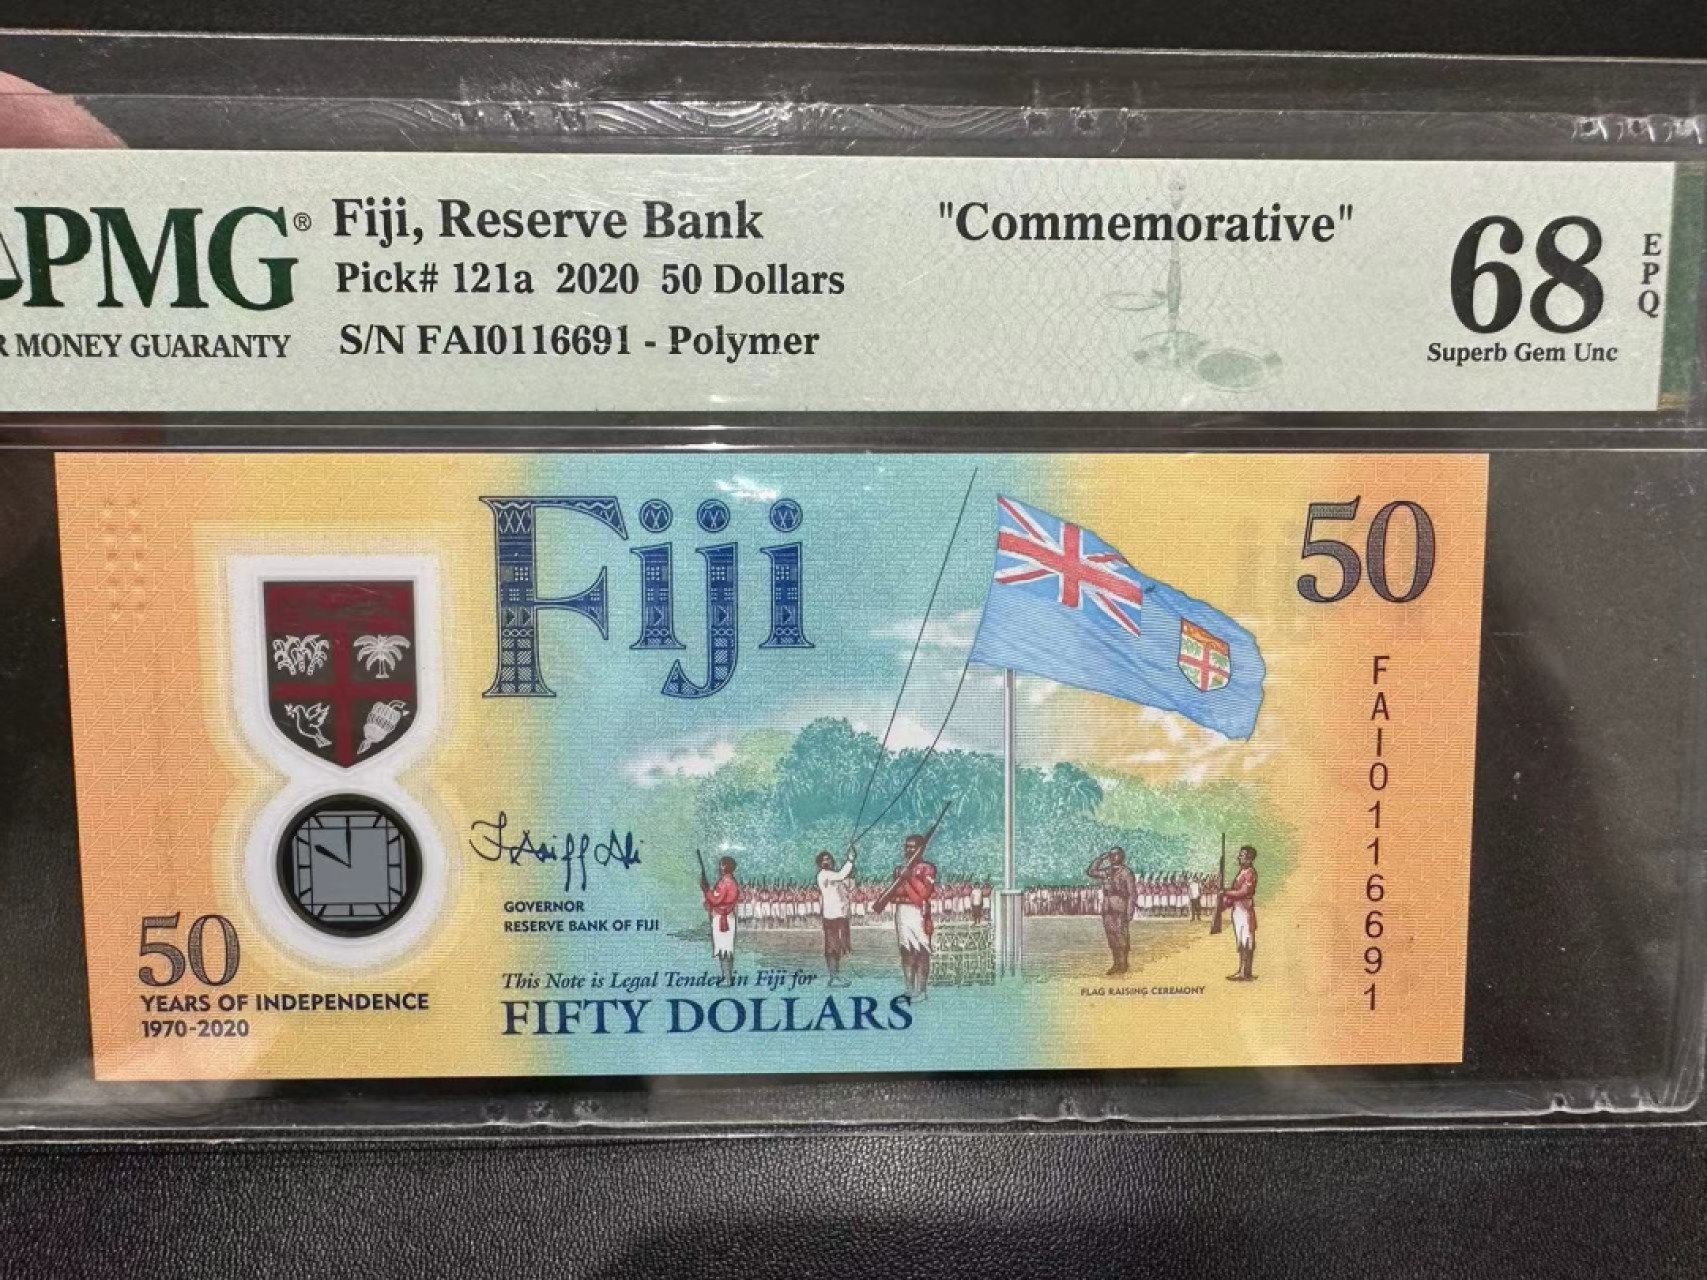 PMG®
MONEY GUARANTY
Fiji, Reserve Bank
Pick# 121a 2020 50 Dollars
S/N FAI0116691 - Polymer
"Commemorative"
68
EPQ
Superb Gem Unc
Fiji
50
FAI0116691
GOVERNOR
RESERVE BANK OF FIJI
50
YEARS OF INDEPENDENCE
1970-2020
This Note is Legal Tender in Fiji for
FIFTY DOLLARS
FLAG RAISING CEREMONY